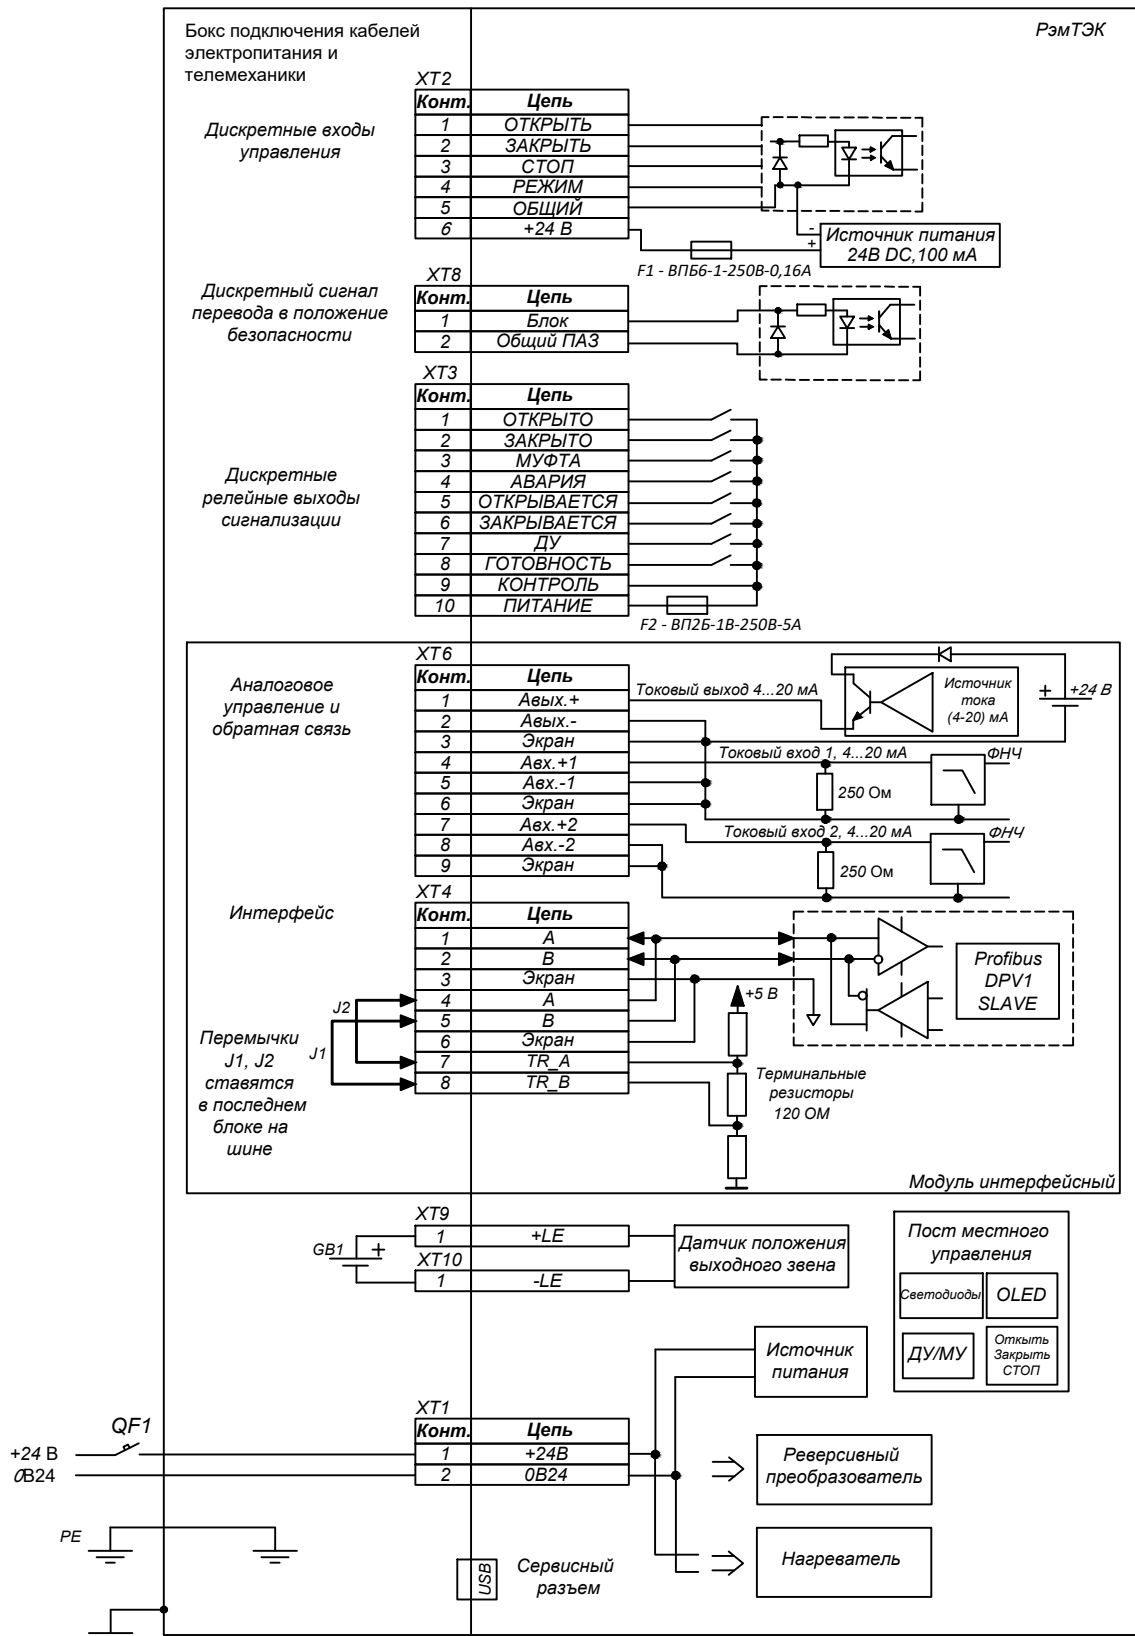 Бокс подключения кабелей
электропитания и
телемеханики
РэмТЭК
XT2
Конт. Цепь
1 ОТКРЫТЬ
2 ЗАКРЫТЬ
3 СТОП
4 РЕЖИМ
5 ОБЩИЙ
6 +24 В
Дискретные входы
управления
-
+
Источник питания
24В DC,100 мА
F1 - ВПБ6-1-250В-0,16А
XT8
Конт. Цепь
1 Блок
2 Общий ПАЗ
Дискретный сигнал
перевода в положение
безопасности
XT3
Конт. Цепь
1 ОТКРЫТО
2 ЗАКРЫТО
3 МУФТА
4 АВАРИЯ
5 ОТКРЫВАЕТСЯ
6 ЗАКРЫВАЕТСЯ
7 ДУ
8 ГОТОВНОСТЬ
9 КОНТРОЛЬ
10 ПИТАНИЕ
Дискретные
релейные выходы
сигнализации
F2 - ВП2Б-1В-250В-5А
XT6
Конт. Цепь
1 Авых.+
2 Авых.-
3 Экран
4 Авх.+1
5 Авх.-1
6 Экран
7 Авх.+2
8 Авх.-2
9 Экран
Аналоговое
управление и
обратная связь
Токовый выход 4...20 мА
Источник
тока
(4-20) мА
+
+24 В
Токовый вход 1, 4...20 мА
ФНЧ
250 Ом
Токовый вход 2, 4...20 мА
ФНЧ
250 Ом
XT4
Конт. Цепь
1 А
2 В
3 Экран
4 А
5 В
6 Экран
7 TR_A
8 TR_B
Интерфейс
J2
J1
Перемычки
J1, J2
ставятся
в последнем
блоке на
шине
+5 В
Profibus
DPV1
SLAVE
Терминальные
резисторы
120 ОМ
Модуль интерфейсный
XT9
1 +LE
GB1 +
XT10
1 -LE
Датчик положения
выходного звена
Пост местного
управления
Светодиоды
OLED
ДУ/МУ
Откыть
Закрыть
СТОП
Источник
питания
XT1
Конт. Цепь
1 +24В
2 0В24
QF1
+24 В
0В24
Реверсивный
преобразователь
PE
Нагреватель
USB
Сервисный
разъем